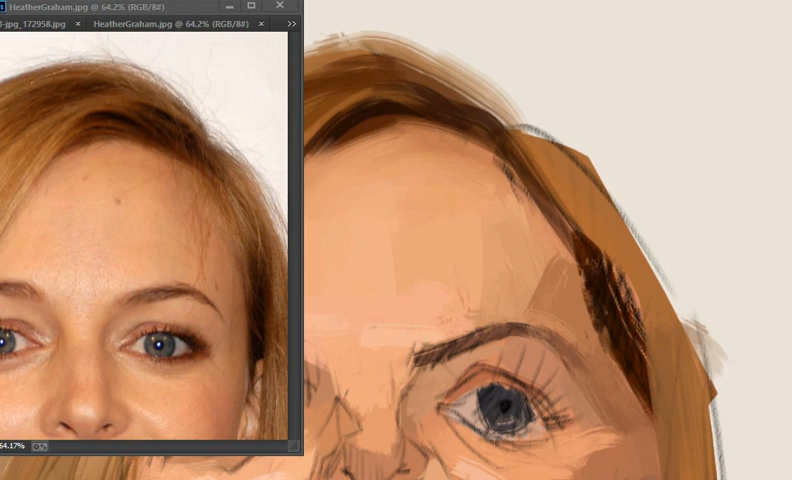 HeatherGraham.jpg @ 64.2% (RGB/8#)
-jpg_172958.jpg × HeatherGraham.jpg @ 64.2% (RGB/8#) × »
64.17%